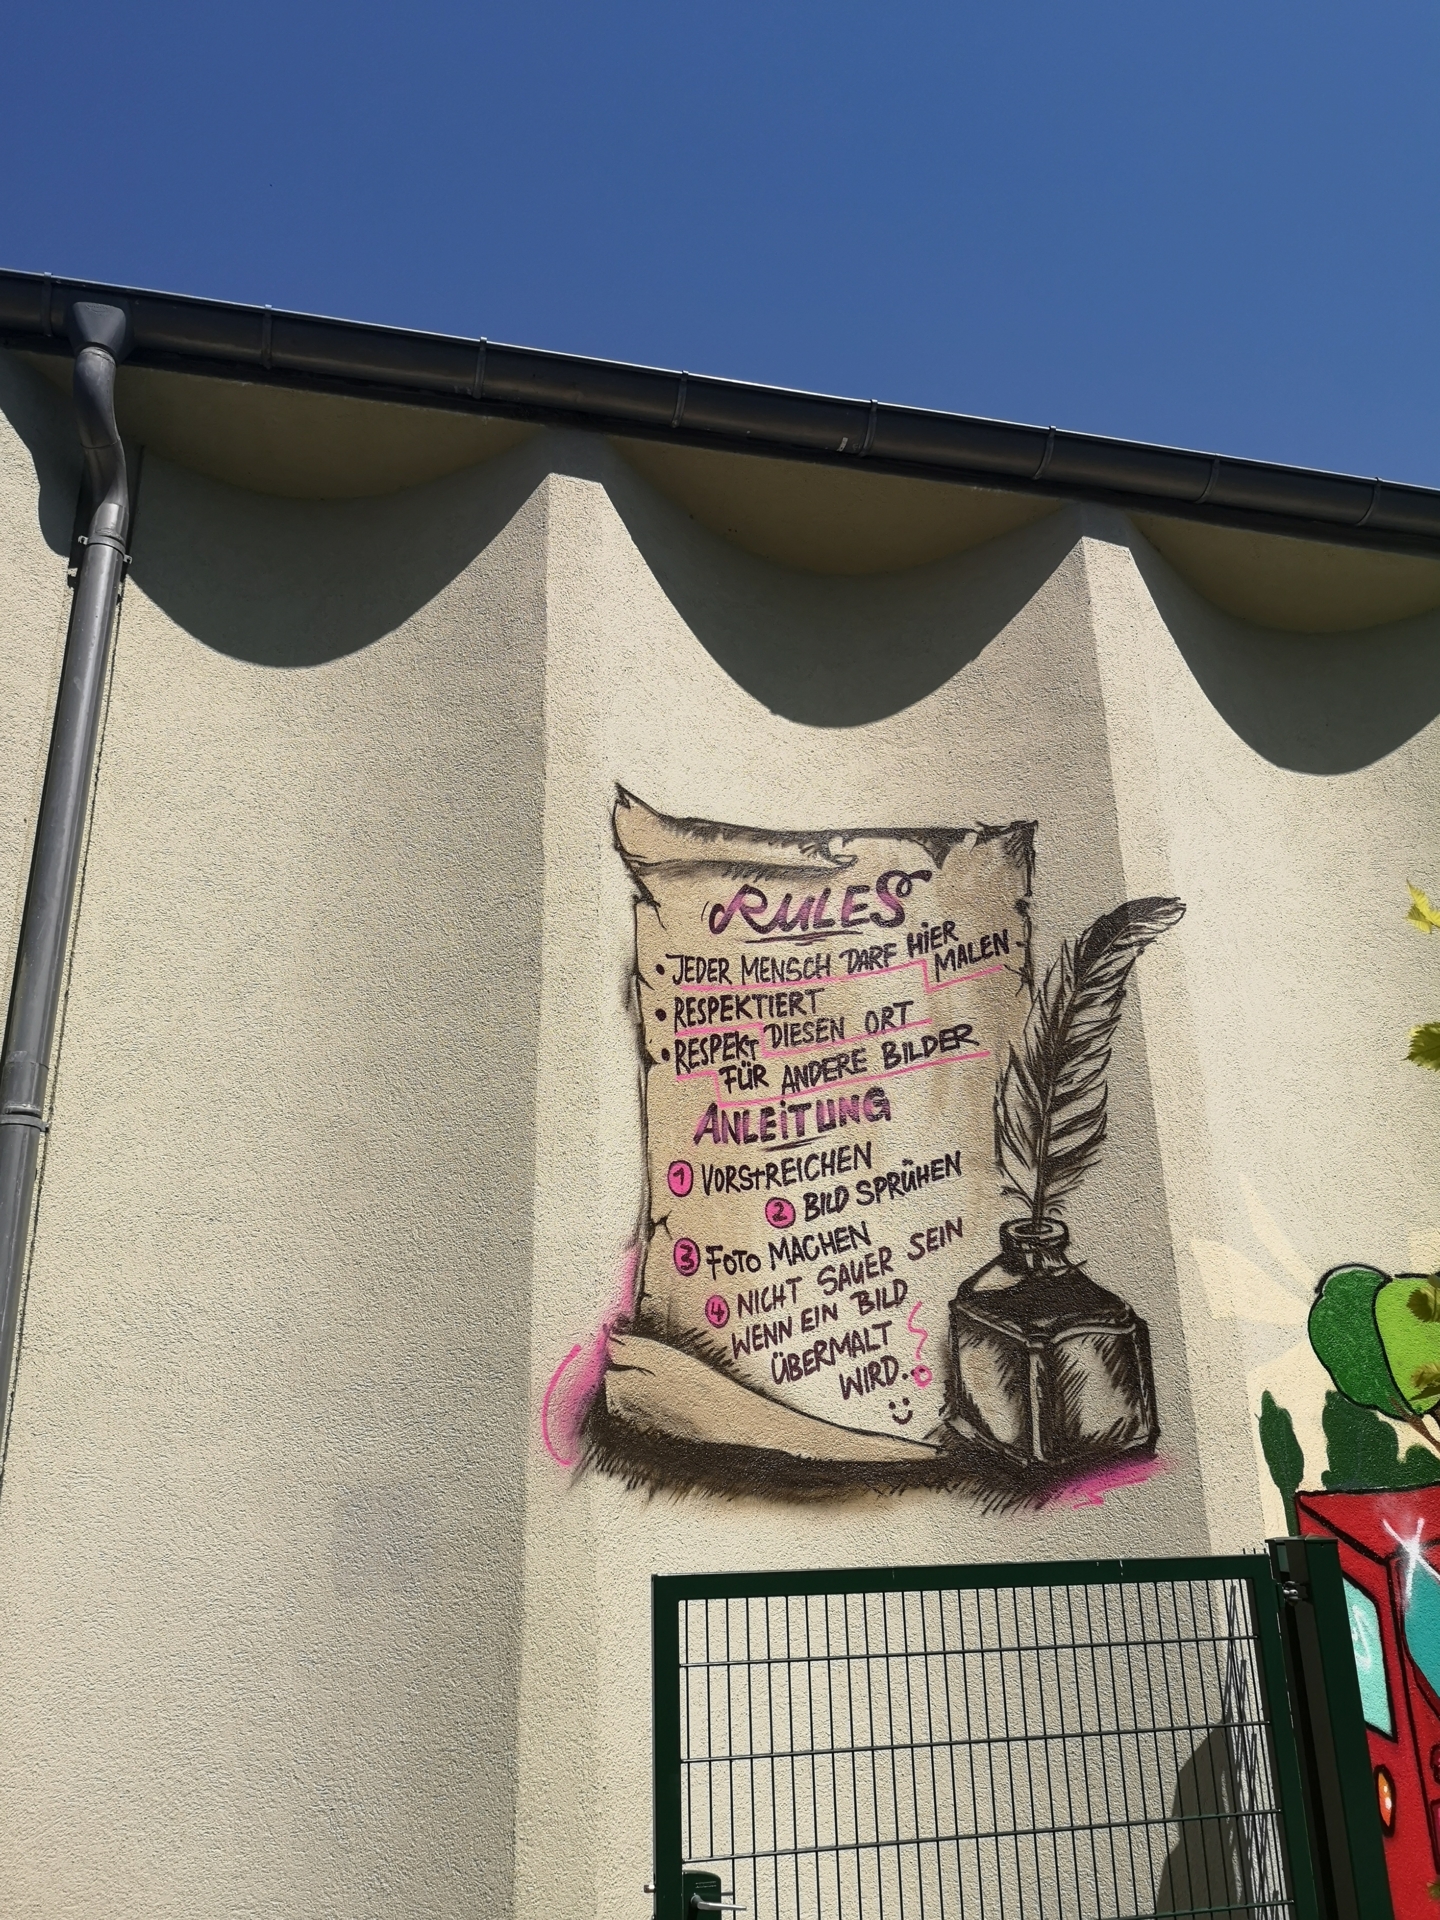 RULES
• JEDER MENSCH DARF HIER
MALEN
• RESPEKTIERT
DIESEN ORT
• RESPEKT
FÜR ANDERE BILDER
ANLEITUNG
1 VORSTREICHEN
2 BILD SPRÜHEN
3 FOTO MACHEN
4 NICHT SAUER SEIN
WENN EIN BILD
ÜBERMALT
WIRD...